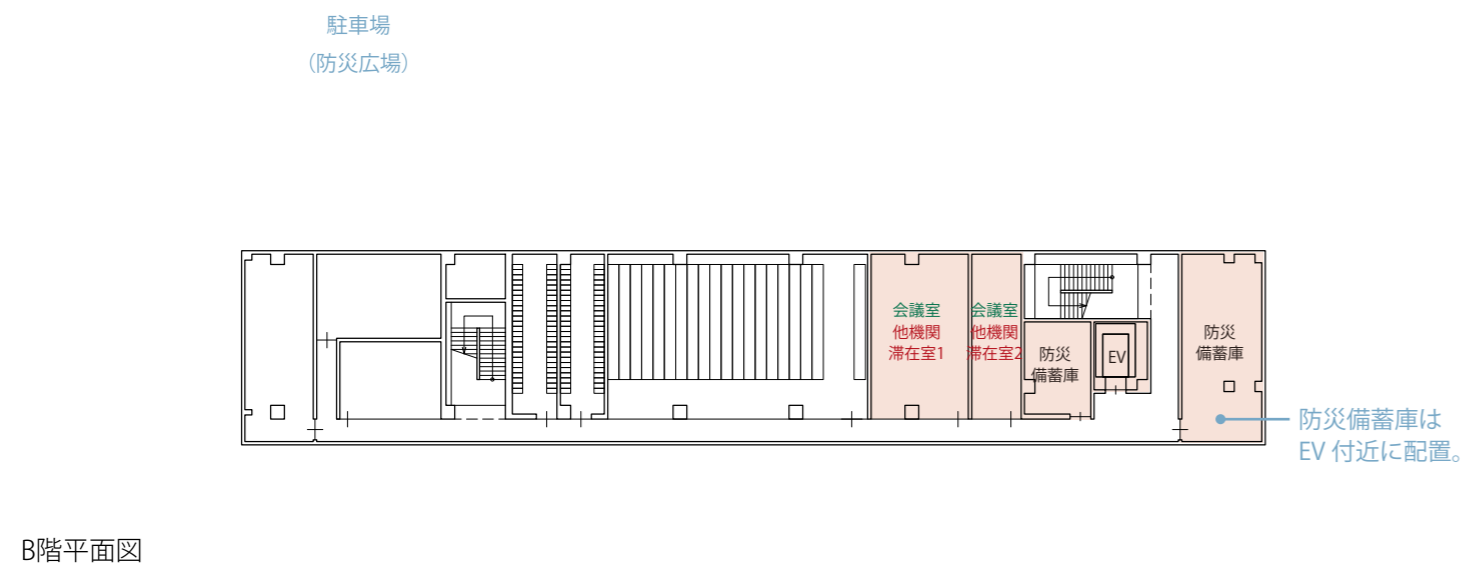 駐車場
(防災広場)
会議室
他機関
滞在室1
会議室
他機関
滞在室2
防災
備蓄庫
EV
防災
備蓄庫
防災備蓄庫は
EV 付近に配置。
B階平面図